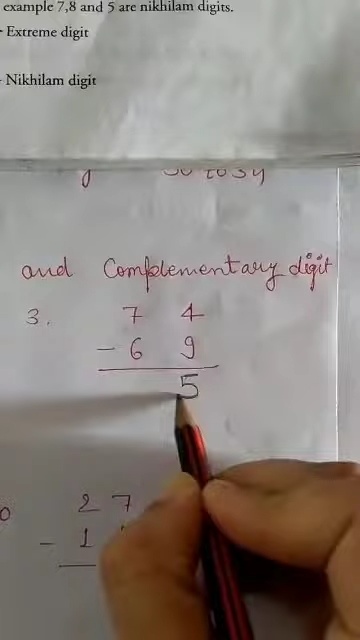 example 7,8 and 5 are nikhilam digits.
- Extreme digit
- Nikhilam digit
and Complementary digit
3. 7 4
- 6 9
5
2 7
- 1